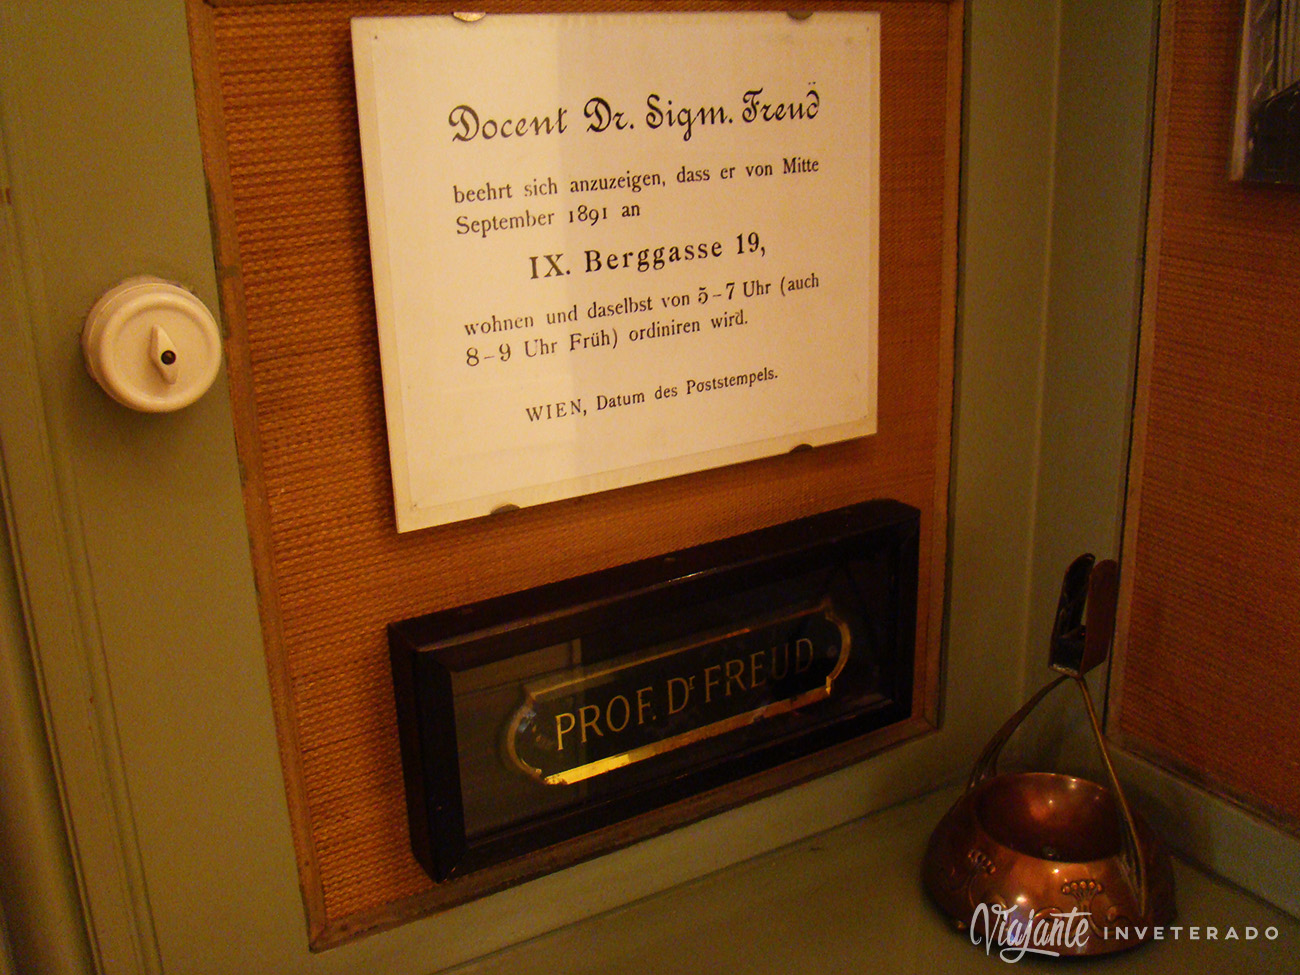 Docent Dr. Sigm. Freud
beehrt sich anzuzeigen, dass er von Mitte
September 1891 an
IX. Berggasse 19,
wohnen und daselbst von 5-7 Uhr (auch
8-9 Uhr Früh) ordiniren wird.
WIEN, Datum des Poststempels.
PROF. Dr FREUD
Viajante INVETERADO